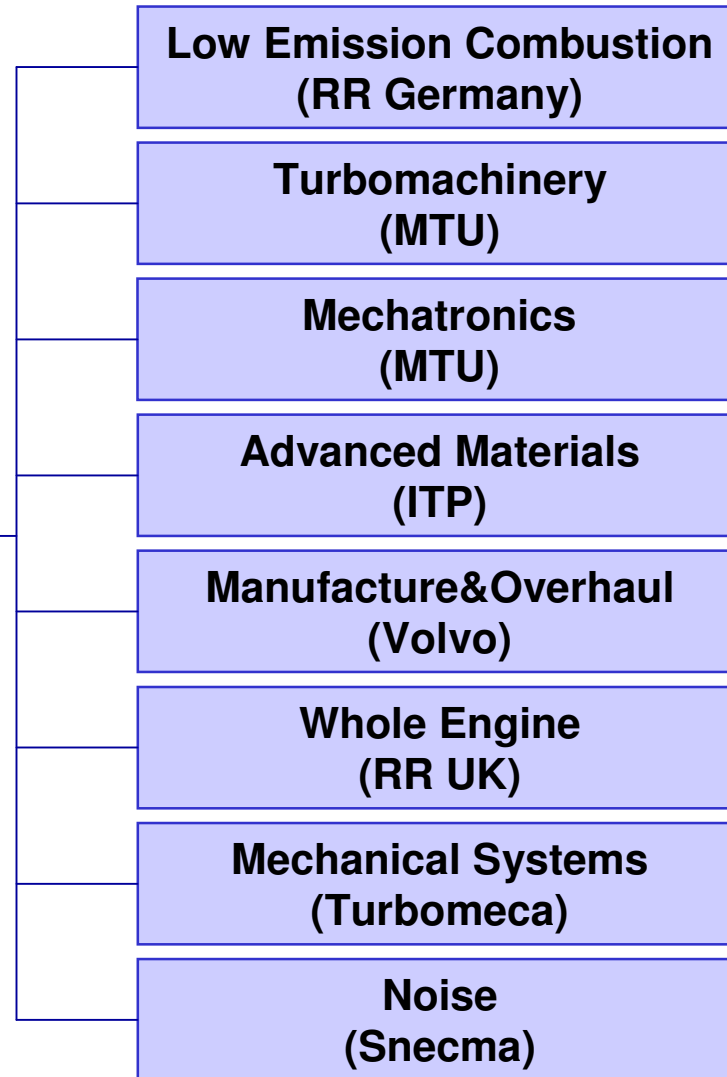 Low Emission Combustion
(RR Germany)
Turbomachinery
(MTU)
Mechatronics
(MTU)
Advanced Materials
(ITP)
Manufacture&Overhaul
(Volvo)
Whole Engine
(RR UK)
Mechanical Systems
(Turbomeca)
Noise
(Snecma)